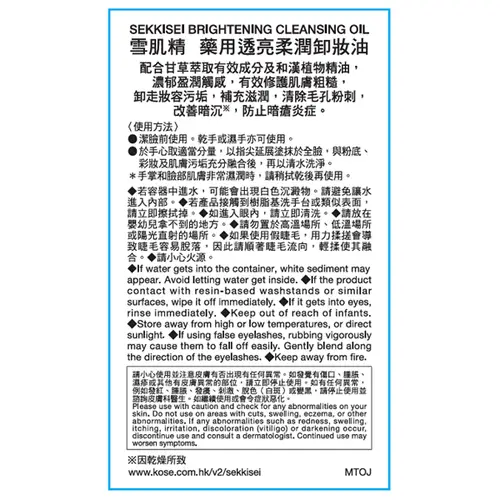 SEKKISEI BRIGHTENING CLEANSING OIL
雪肌精 藥用透亮柔潤卸妝油
配合甘草萃取有效成分及和漢植物精油，
濃郁盈潤觸感，有效修護肌膚粗糙，
卸走妝容污垢，補充滋潤，清除毛孔粉刺，
改善暗沉※，防止暗瘡炎症。
〈使用方法〉
●潔臉前使用。乾手或濕手亦可使用。
●於手心取適當分量，以指尖延展塗抹於全臉，與粉底、
彩妝及肌膚污垢充分融合後，再以清水洗淨。
＊手掌和臉部肌膚非常濕潤時，請稍拭乾後再使用。
◆若容器中進水，可能會出現白色沉澱物。請避免讓水
進入內部。◆若產品接觸到樹脂基洗手台或類似表面，
請立即擦拭掉。◆如進入眼內，請立即清洗。◆請放在
嬰幼兒拿不到的地方。◆請勿置於高溫場所、低溫場所
或陽光直射的場所。◆如果使用假睫毛，用力揉搓會導
致睫毛容易脫落，因此請順著睫毛流向，輕揉使其融
合。◆請小心火源。
◆If water gets into the container, white sediment may
appear. Avoid letting water get inside. ◆If the product
contact with resin-based washstands or similar
surfaces, wipe it off immediately. ◆If it gets into eyes,
rinse immediately. ◆Keep out of reach of infants.
◆Store away from high or low temperatures, or direct
sunlight. ◆If using false eyelashes, rubbing vigorously
may cause them to fall off easily. Gently blend along
the direction of the eyelashes. ◆Keep away from fire.
請小心使用並注意皮膚有否出現有任何異常。如發覺有傷口、腫脹、
濕疹或其他有皮膚異常的部位，請立即停止使用。如有任何異常，
例如發紅、腫脹、發癢、刺激、脫色（白斑）或變黑，請停止使用並
諮詢皮膚科醫生。如繼續使用或會令症狀惡化。
Please use with caution and check for any abnormalities on your
skin. Do not use on areas with cuts, swelling, eczema, or other
abnormalities. If any abnormalities such as redness, swelling,
itching, irritation, discoloration (vitiligo) or darkening occur,
discontinue use and consult a dermatologist. Continued use may
worsen symptoms.
※因乾燥所致
www.kose.com.hk/v2/sekkisei MTOJ